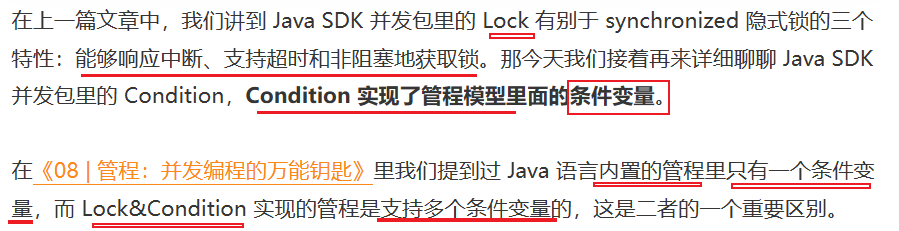 在上一篇文章中，我们讲到 Java SDK 并发包里的 Lock 有别于 synchronized 隐式锁的三个
特性：能够响应中断、支持超时和非阻塞地获取锁。那今天我们接着再来详细聊聊 Java SDK
并发包里的 Condition，Condition 实现了管程模型里面的条件变量。
在《08 | 管程：并发编程的万能钥匙》里我们提到过 Java 语言内置的管程里只有一个条件变
量，而 Lock&Condition 实现的管程是支持多个条件变量的，这是二者的一个重要区别。